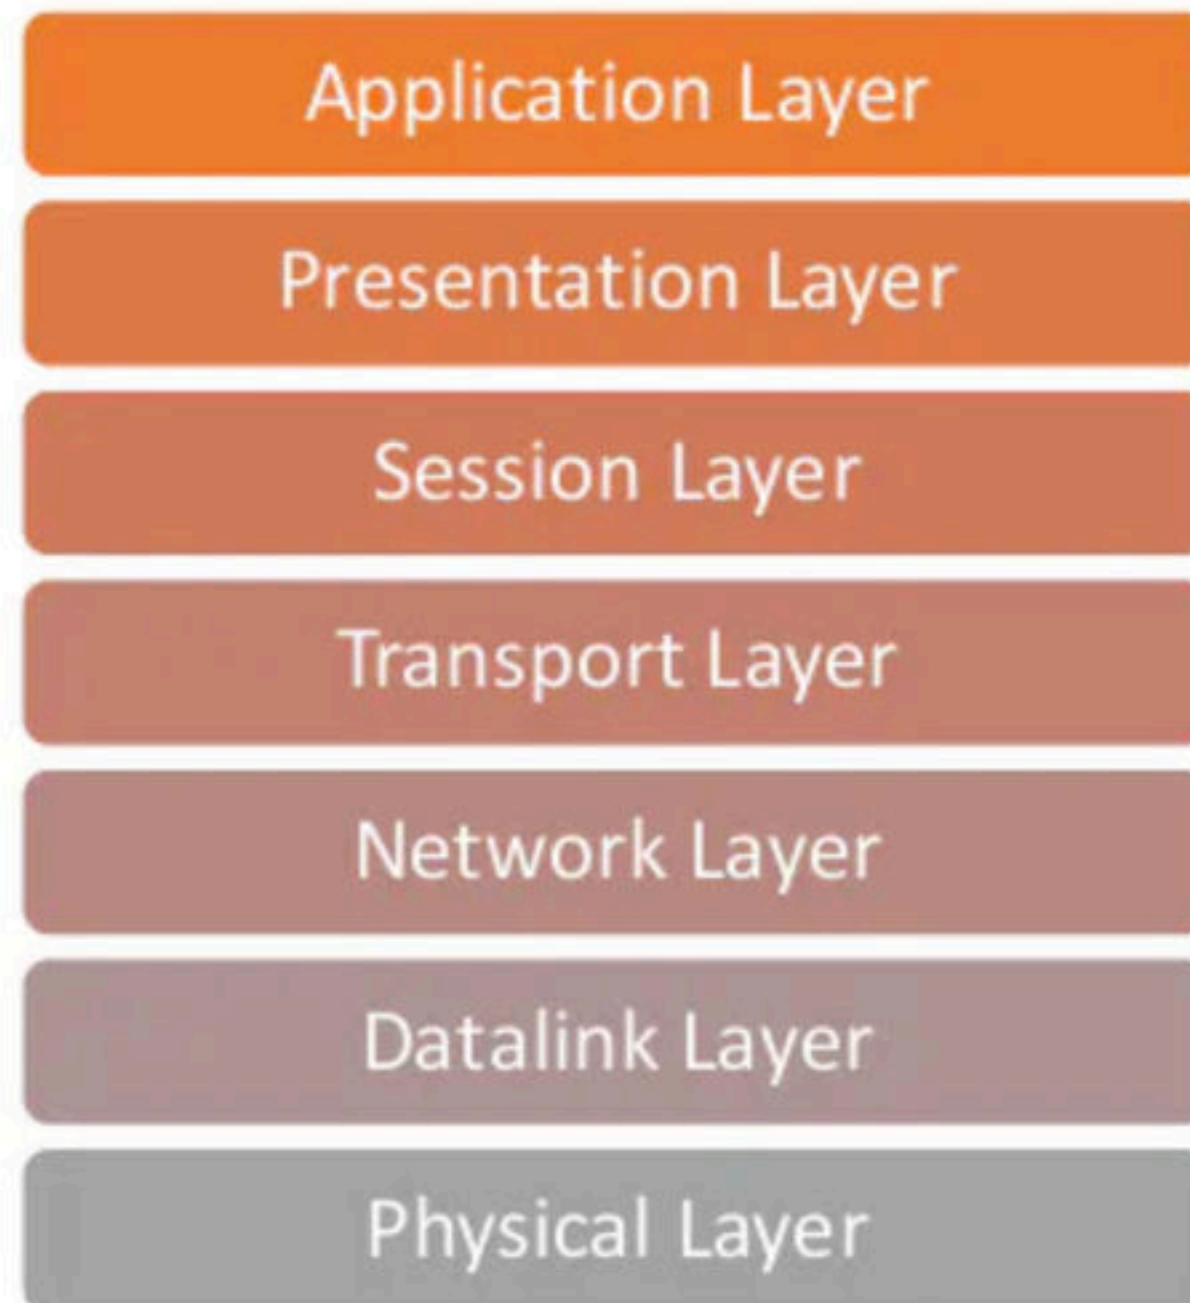 Application Layer
Presentation Layer
Session Layer
Transport Layer
Network Layer
Datalink Layer
Physical Layer